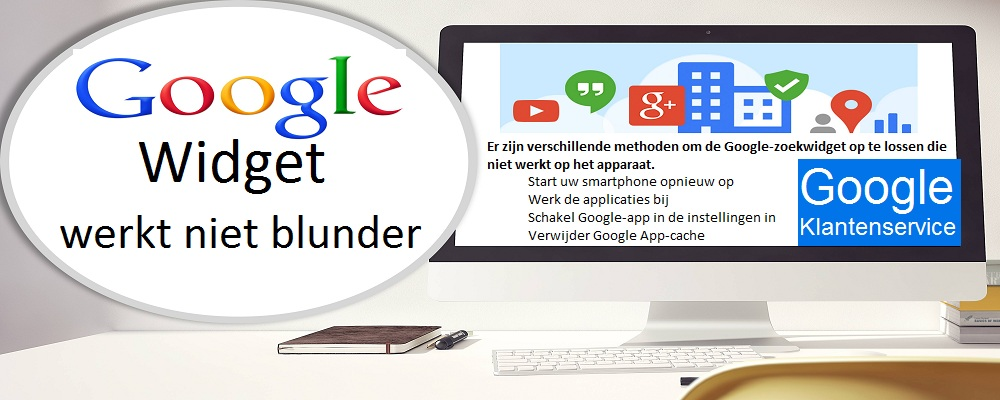 Google
Widget
werkt niet blunder
g+
Er zijn verschillende methoden om de Google-zoekwidget op te lossen die
niet werkt op het apparaat.
Start uw smartphone opnieuw op
Werk de applicaties bij
Schakel Google-app in de instellingen in
Verwijder Google App-cache
Google
Klantenservice